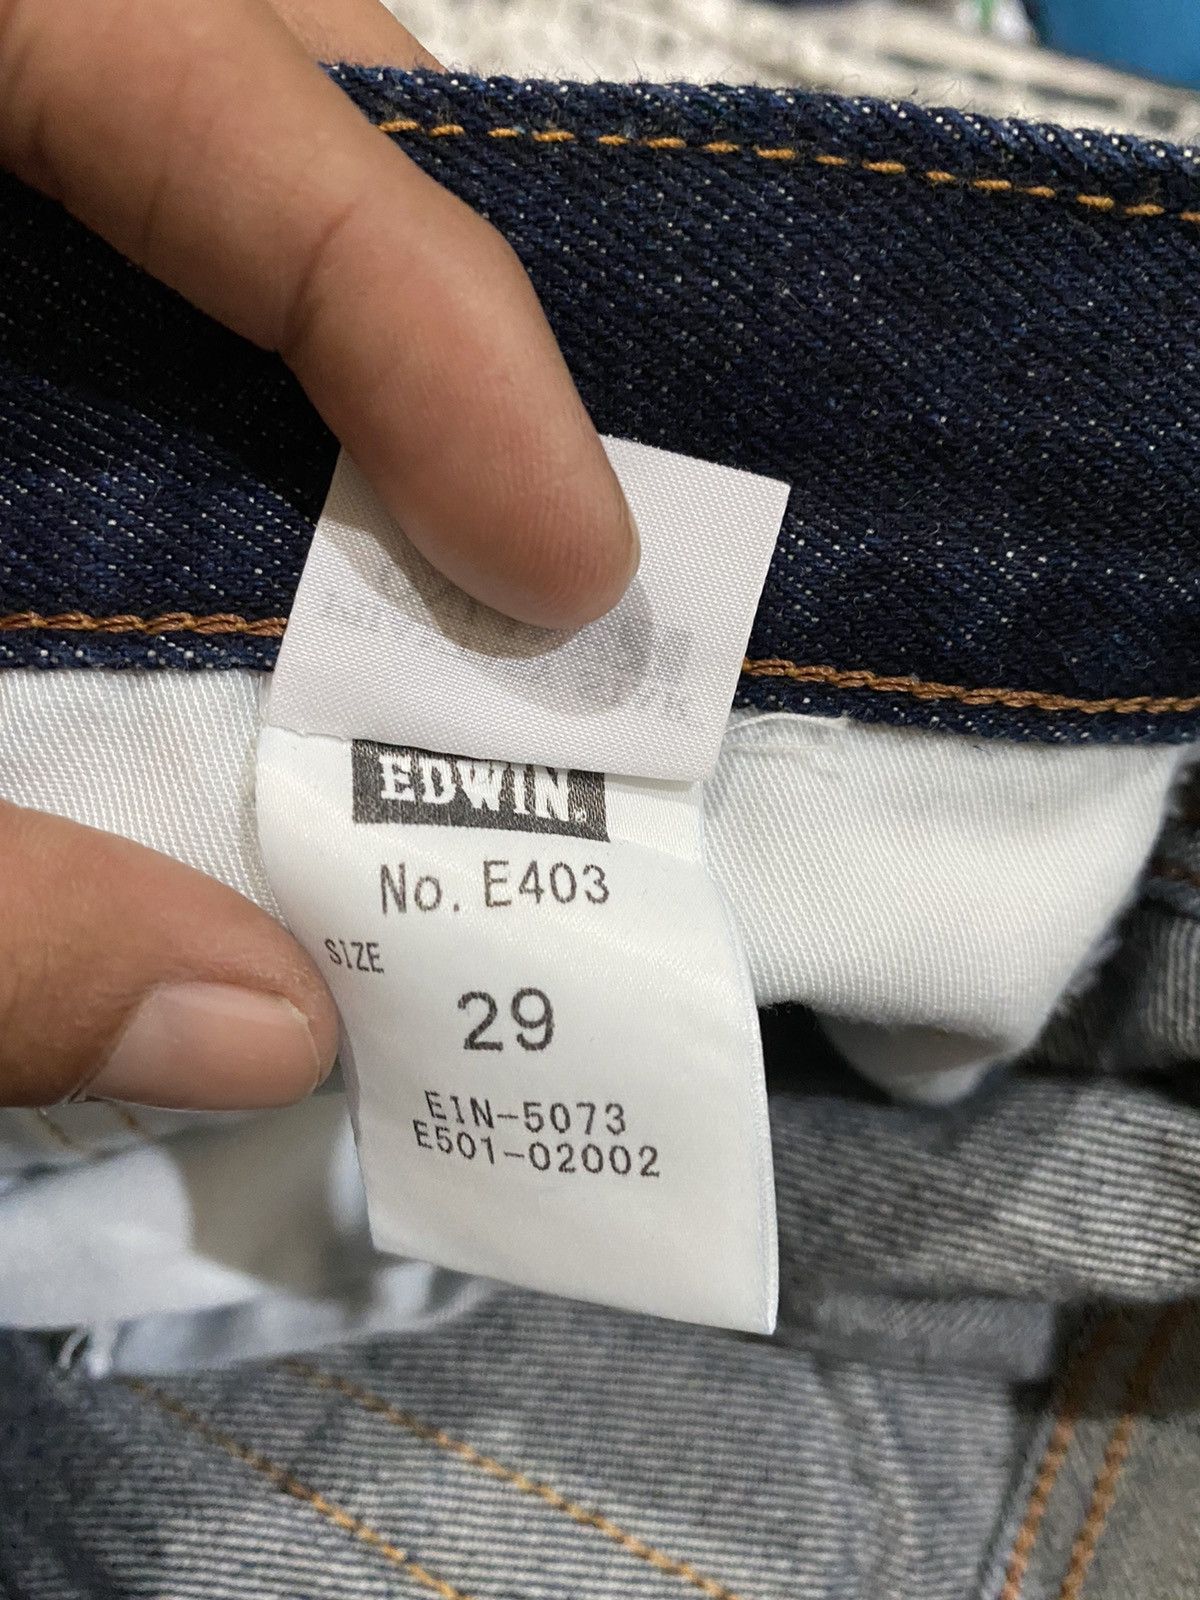 EDWIN.
No. E403
SIZE
29
EIN-5073
E501-02002